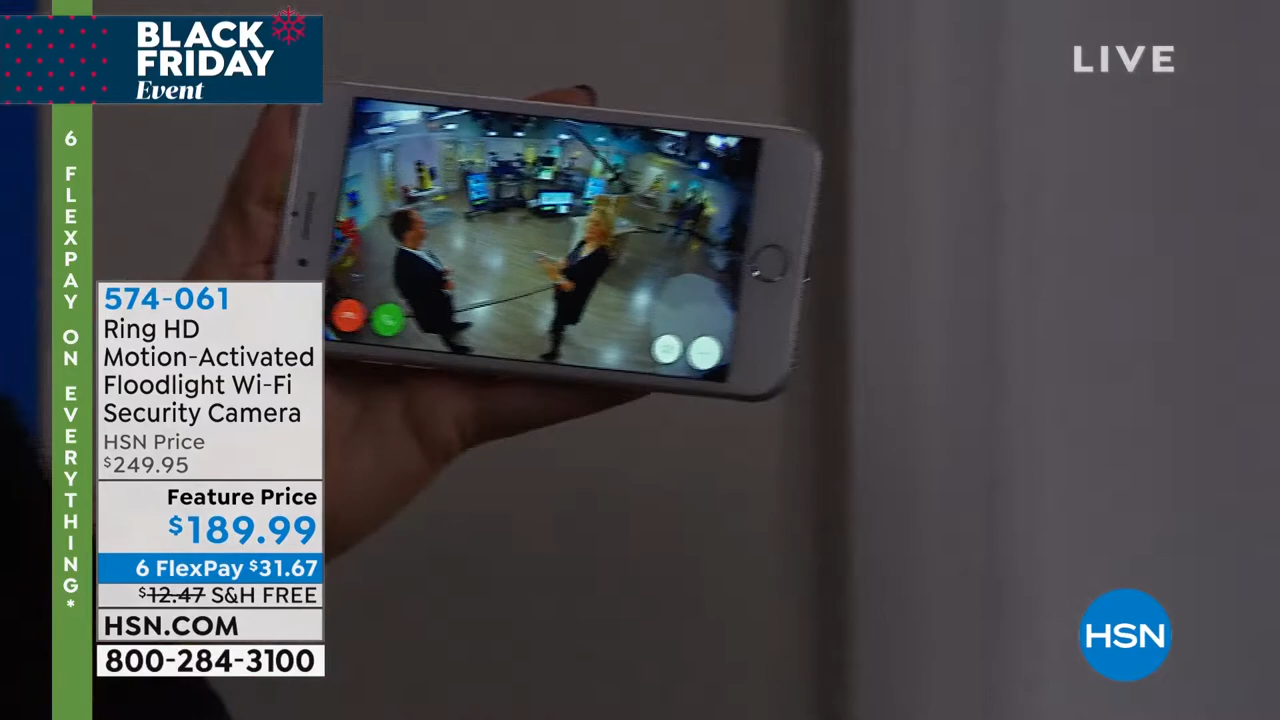 BLACK
FRIDAY
Event
LIVE
6 FLEXPAY ON EVERYTHING*
574-061
Ring HD
Motion-Activated
Floodlight Wi-Fi
Security Camera
HSN Price
$249.95
Feature Price
$189.99
6 FlexPay $31.67
$12.47 S&H FREE
HSN.COM
800-284-3100
HSN